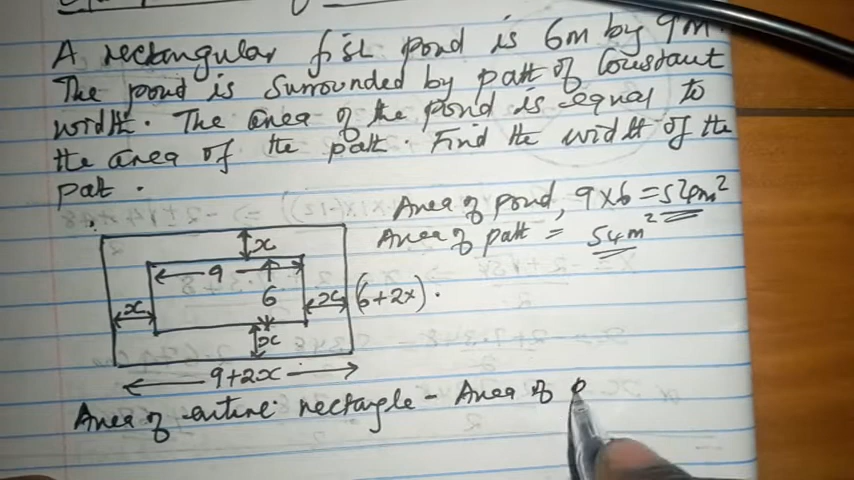 A rectangular fish pond is 6m by 9m.
The pond is surrounded by path of constant
width. The area of the pond is equal to
the area of the path. Find the width of the
path.
Area of pond, 9 x 6 = 54m²
Area of path = 54m²
x
9
6
x
x
(6+2x).
x
9+2x
Area of entire rectangle - Area of p